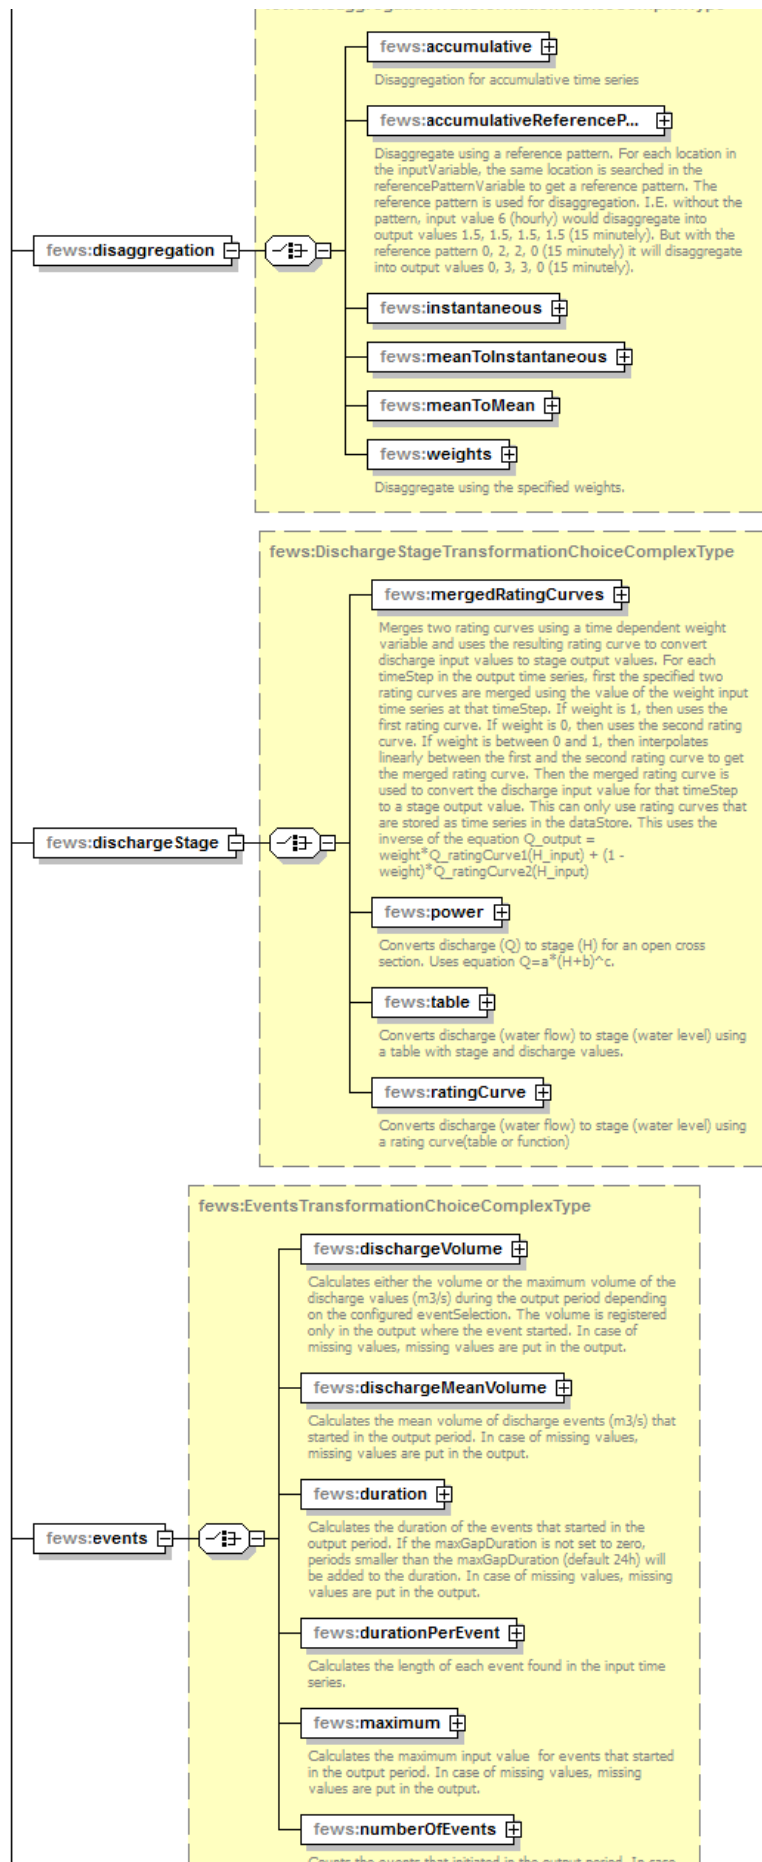 fews:accumulative
Disaggregation for accumulative time series
fews:accumulativeReferenceP...
Disaggregate using a reference pattern. For each location in
the inputVariable, the same location is searched in the
referencePatternVariable to get a reference pattern. The
reference pattern is used for disaggregation. I.E. without the
pattern, input value 6 (hourly) would disaggregate into
output values 1.5, 1.5, 1.5, 1.5 (15 minutely). But with the
reference pattern 0, 2, 2, 0 (15 minutely) it will disaggregate
into output values 0, 3, 3, 0 (15 minutely).
fews:disaggregation
fews:instantaneous
fews:meanToInstantaneous
fews:meanToMean
fews:weights
Disaggregate using the specified weights.
fews:DischargeStageTransformationChoiceComplexType
fews:mergedRatingCurves
Merges two rating curves using a time dependent weight
variable and uses the resulting rating curve to convert
discharge input values to stage output values. For each
timeStep in the output time series, first the specified two
rating curves are merged using the value of the weight input
time series at that timeStep. If weight is 1, then uses the
first rating curve. If weight is 0, then uses the second rating
curve. If weight is between 0 and 1, then interpolates
linearly between the first and the second rating curve to get
the merged rating curve. Then the merged rating curve is
used to convert the discharge input value for that timeStep
to a stage output value. This can only use rating curves that
are stored as time series in the dataStore. This uses the
inverse of the equation Q_output =
weight*Q_ratingCurve1(H_input) + (1 -
weight)*Q_ratingCurve2(H_input)
fews:dischargeStage
fews:power
Converts discharge (Q) to stage (H) for an open cross
section. Uses equation Q=a*(H+b)^c.
fews:table
Converts discharge (water flow) to stage (water level) using
a table with stage and discharge values.
fews:ratingCurve
Converts discharge (water flow) to stage (water level) using
a rating curve(table or function)
fews:EventsTransformationChoiceComplexType
fews:dischargeVolume
Calculates either the volume or the maximum volume of the
discharge values (m3/s) during the output period depending
on the configured eventSelection. The volume is registered
only in the output where the event started. In case of
missing values, missing values are put in the output.
fews:dischargeMeanVolume
Calculates the mean volume of discharge events (m3/s) that
started in the output period. In case of missing values,
missing values are put in the output.
fews:duration
Calculates the duration of the events that started in the
output period. If the maxGapDuration is not set to zero,
periods smaller than the maxGapDuration (default 24h) will
be added to the duration. In case of missing values, missing
values are put in the output.
fews:events
fews:durationPerEvent
Calculates the length of each event found in the input time
series.
fews:maximum
Calculates the maximum input value  for events that started
in the output period. In case of missing values, missing
values are put in the output.
fews:numberOfEvents
Counts the events that initiated in the output period. In case